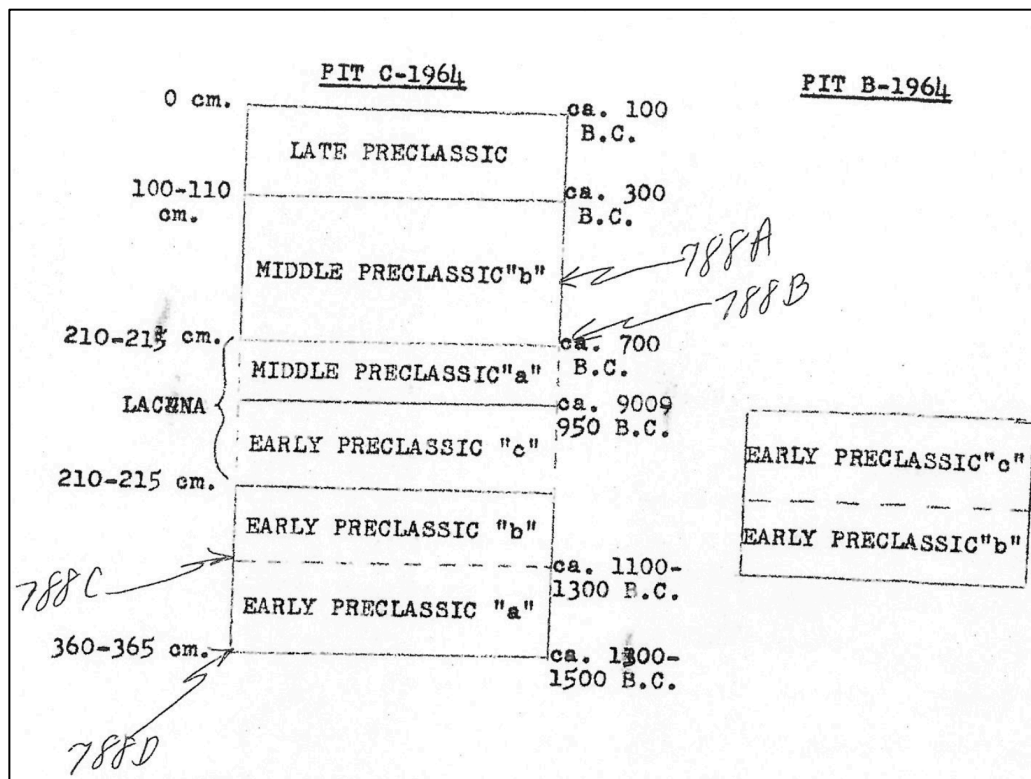 PIT C-1964
PIT B-1964
0 cm.
ca. 100
B.C.
LATE PRECLASSIC
100-110
cm.
ca. 300
B.C.
788A
MIDDLE PRECLASSIC"b"
788B
210-215 cm.
ca. 700
B.C.
MIDDLE PRECLASSIC"a"
LACUNA
ca. 9009
950 B.C.
EARLY PRECLASSIC "c"
EARLY PRECLASSIC"c"
210-215 cm.
EARLY PRECLASSIC "b"
EARLY PRECLASSIC"b"
788C
ca. 1100-
1300 B.C.
EARLY PRECLASSIC "a"
360-365 cm.
ca. 1300-
1500 B.C.
788D